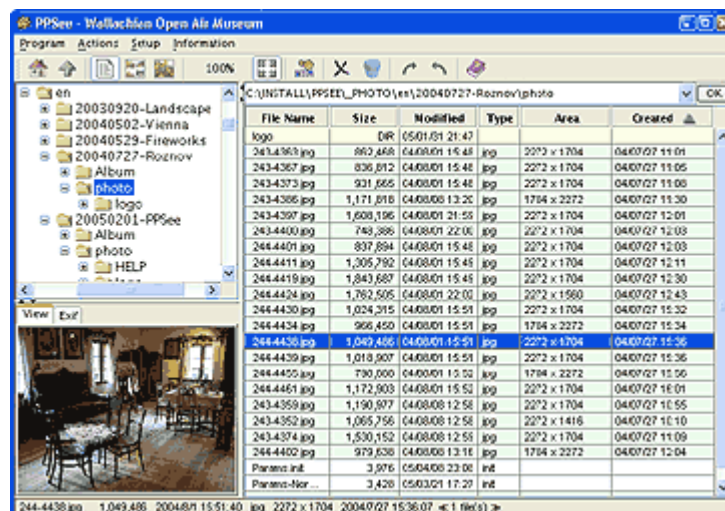 PPSee - Wallachian Open Air Museum
Program Actions Setup Information
100%
C:\INSTALL\PPSEE\_PHOTO\en\20040727-Roznov\photo OK
en
20030920-Landscape
20040502-Vienna
20040529-Fireworks
20040727-Roznov
Album
photo
logo
20050201-PPSee
Album
photo
HELP
View Exif
File Name Size Modified Type Area Created
logo DIR 05/01/31 21:47
243-4363.jpg 862,468 04/08/01 15:48 jpg 2272 x 1704 04/07/27 11:01
243-4367.jpg 836,812 04/08/01 15:48 jpg 2272 x 1704 04/07/27 11:05
243-4373.jpg 931,665 04/08/01 15:48 jpg 2272 x 1704 04/07/27 11:08
243-4386.jpg 1,171,818 04/08/08 13:20 jpg 1704 x 2272 04/07/27 11:30
243-4397.jpg 1,608,196 04/08/01 21:59 jpg 2272 x 1704 04/07/27 12:01
244-4400.jpg 748,386 04/08/01 22:00 jpg 2272 x 1704 04/07/27 12:03
244-4401.jpg 837,894 04/08/01 15:48 jpg 2272 x 1704 04/07/27 12:03
244-4411.jpg 1,305,792 04/08/01 15:49 jpg 2272 x 1704 04/07/27 12:11
244-4419.jpg 1,843,687 04/08/01 15:49 jpg 2272 x 1704 04/07/27 12:30
244-4424.jpg 1,762,505 04/08/01 22:02 jpg 2272 x 1560 04/07/27 12:43
244-4430.jpg 1,024,315 04/08/01 15:51 jpg 2272 x 1704 04/07/27 15:32
244-4434.jpg 966,450 04/08/01 15:51 jpg 1704 x 2272 04/07/27 15:34
244-4438.jpg 1,049,486 04/08/01 15:51 jpg 2272 x 1704 04/07/27 15:36
244-4439.jpg 1,018,907 04/08/01 15:51 jpg 2272 x 1704 04/07/27 15:36
244-4455.jpg 04/08/01 15:52 jpg 1704 x 2272 04/07/27 15:56
244-4461.jpg 1,172,903 04/08/01 15:52 jpg 2272 x 1704 04/07/27 16:01
243-4359.jpg 1,190,977 04/08/08 12:58 jpg 2272 x 1704 04/07/27 10:55
243-4352.jpg 1,065,756 04/08/08 12:58 jpg 2272 x 1416 04/07/27 10:10
243-4374.jpg 1,530,152 04/08/08 12:59 jpg 2272 x 1704 04/07/27 11:09
244-4402.jpg 979,638 04/08/08 13:16 jpg 1704 x 2272 04/07/27 12:04
Params.init 3,976 05/04/08 23:08 init
Params-Nor... 3,428 05/03/21 17:27 init
244-4438.jpg 1,049,486 2004/8/1 15:51:40 jpg 2272 x 1704 2004/7/27 15:36:07 ≪ 1 file(s) ≫